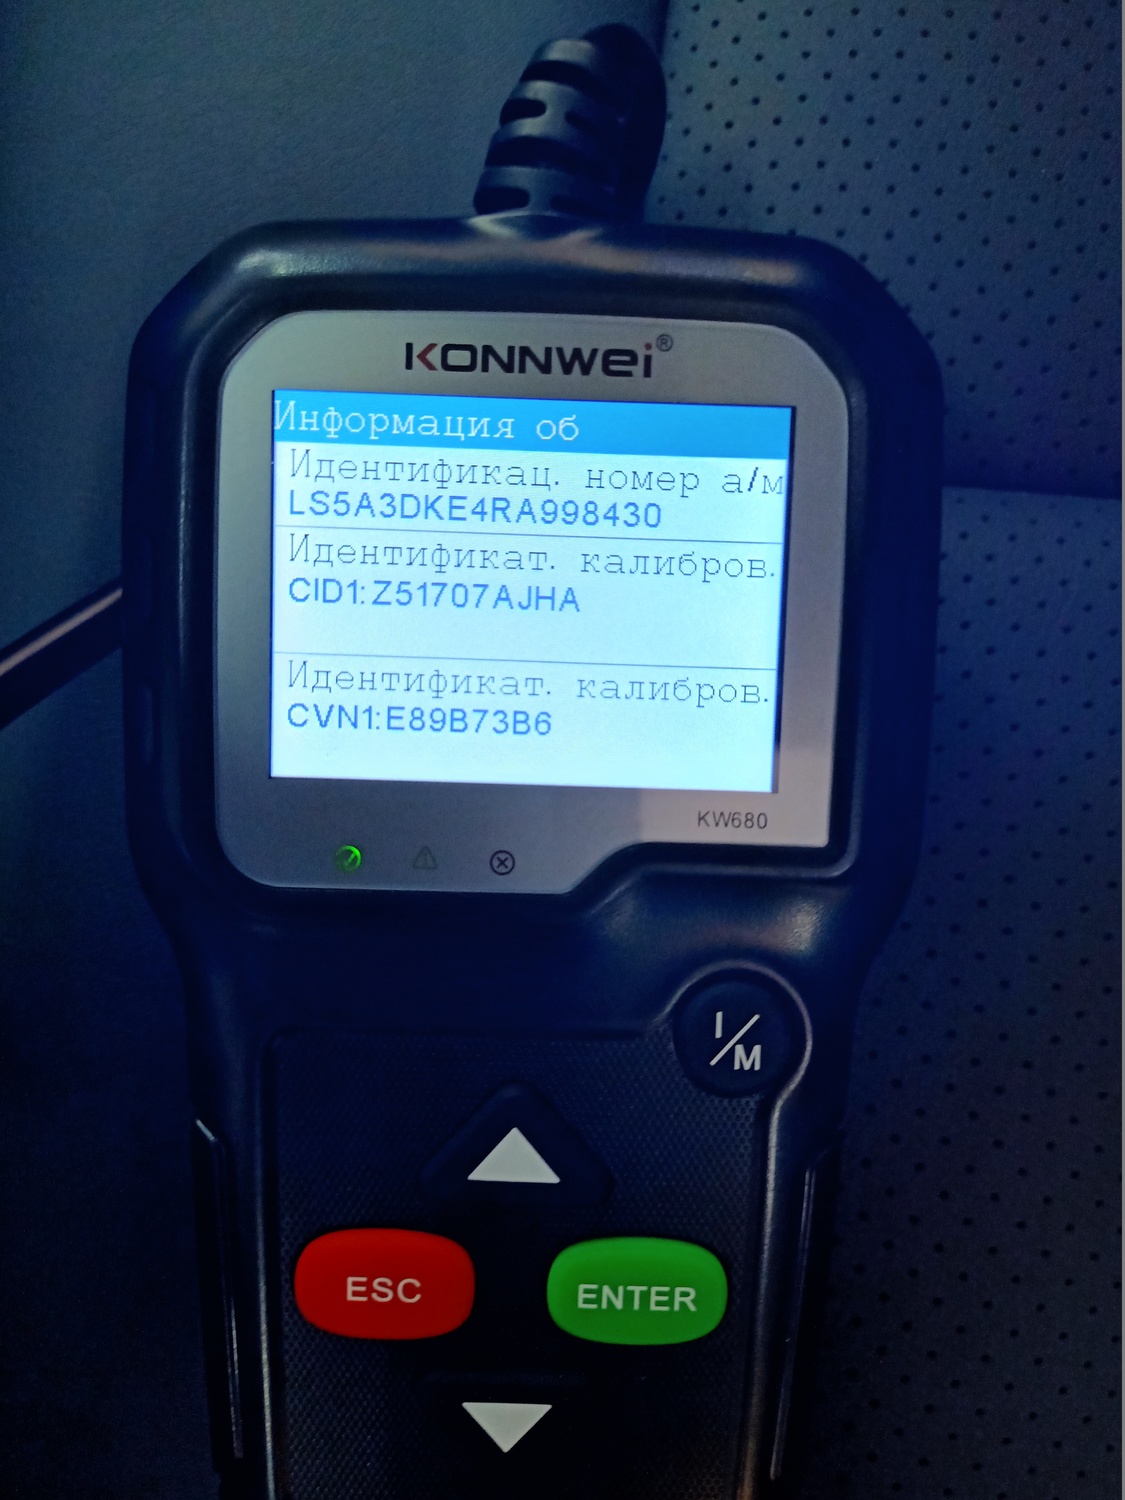 KONNWEI®
Информация об
Идентификац. номер а/м
LS5A3DKE4RA998430
Идентификат. калибров.
CID1:Z51707AJHA
Идентификат. калибров.
CVN1:E89B73B6
KW680
I/M
ESC
ENTER